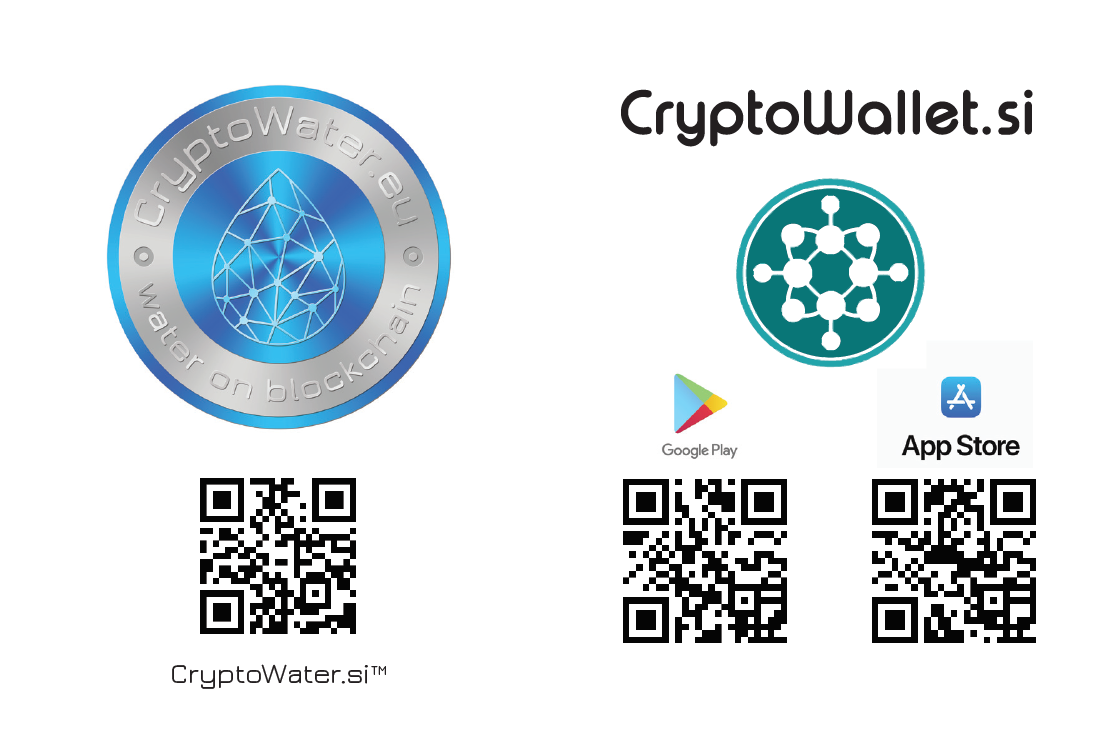 CryptoWater.eu
water on blockchain
CryptoWater.si™
CryptoWallet.si
Google Play
App Store